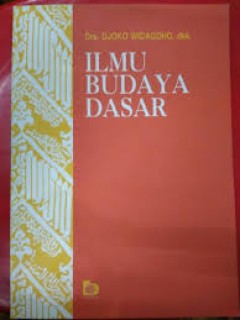 Drs. DJOKO WIDAGDHO, dkk.
ILMU
BUDAYA
DASAR